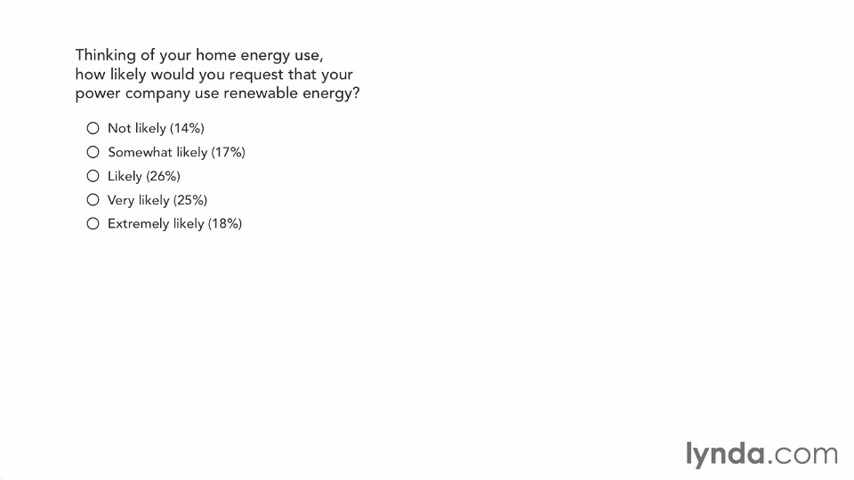 Thinking of your home energy use,
how likely would you request that your
power company use renewable energy?
Not likely (14%)
Somewhat likely (17%)
Likely (26%)
Very likely (25%)
Extremely likely (18%)
lynda.com